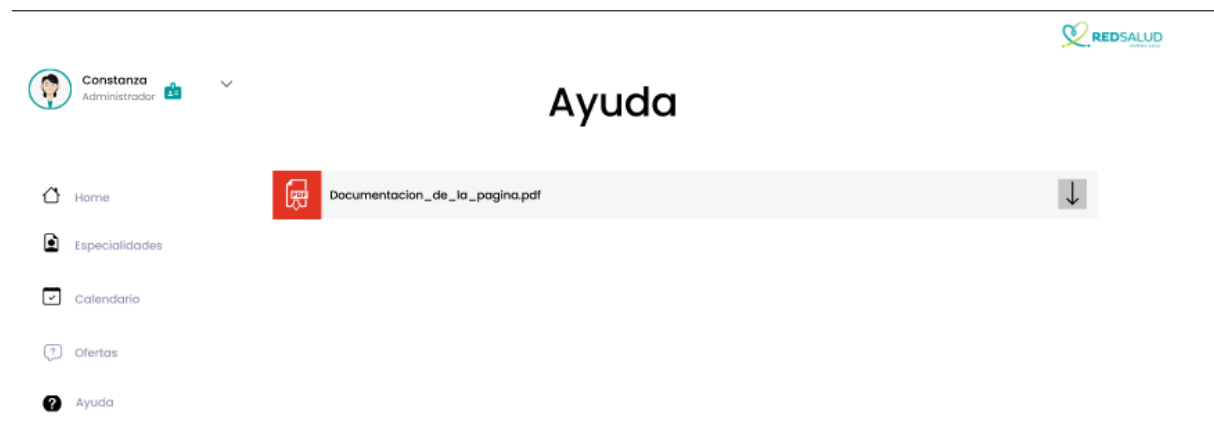 REDSALUD
Constanza
Administrador
Ayuda
Home
PDF
Documentacion_de_la_pagina.pdf
Especialidades
Calendario
? Ofertas
? Ayuda